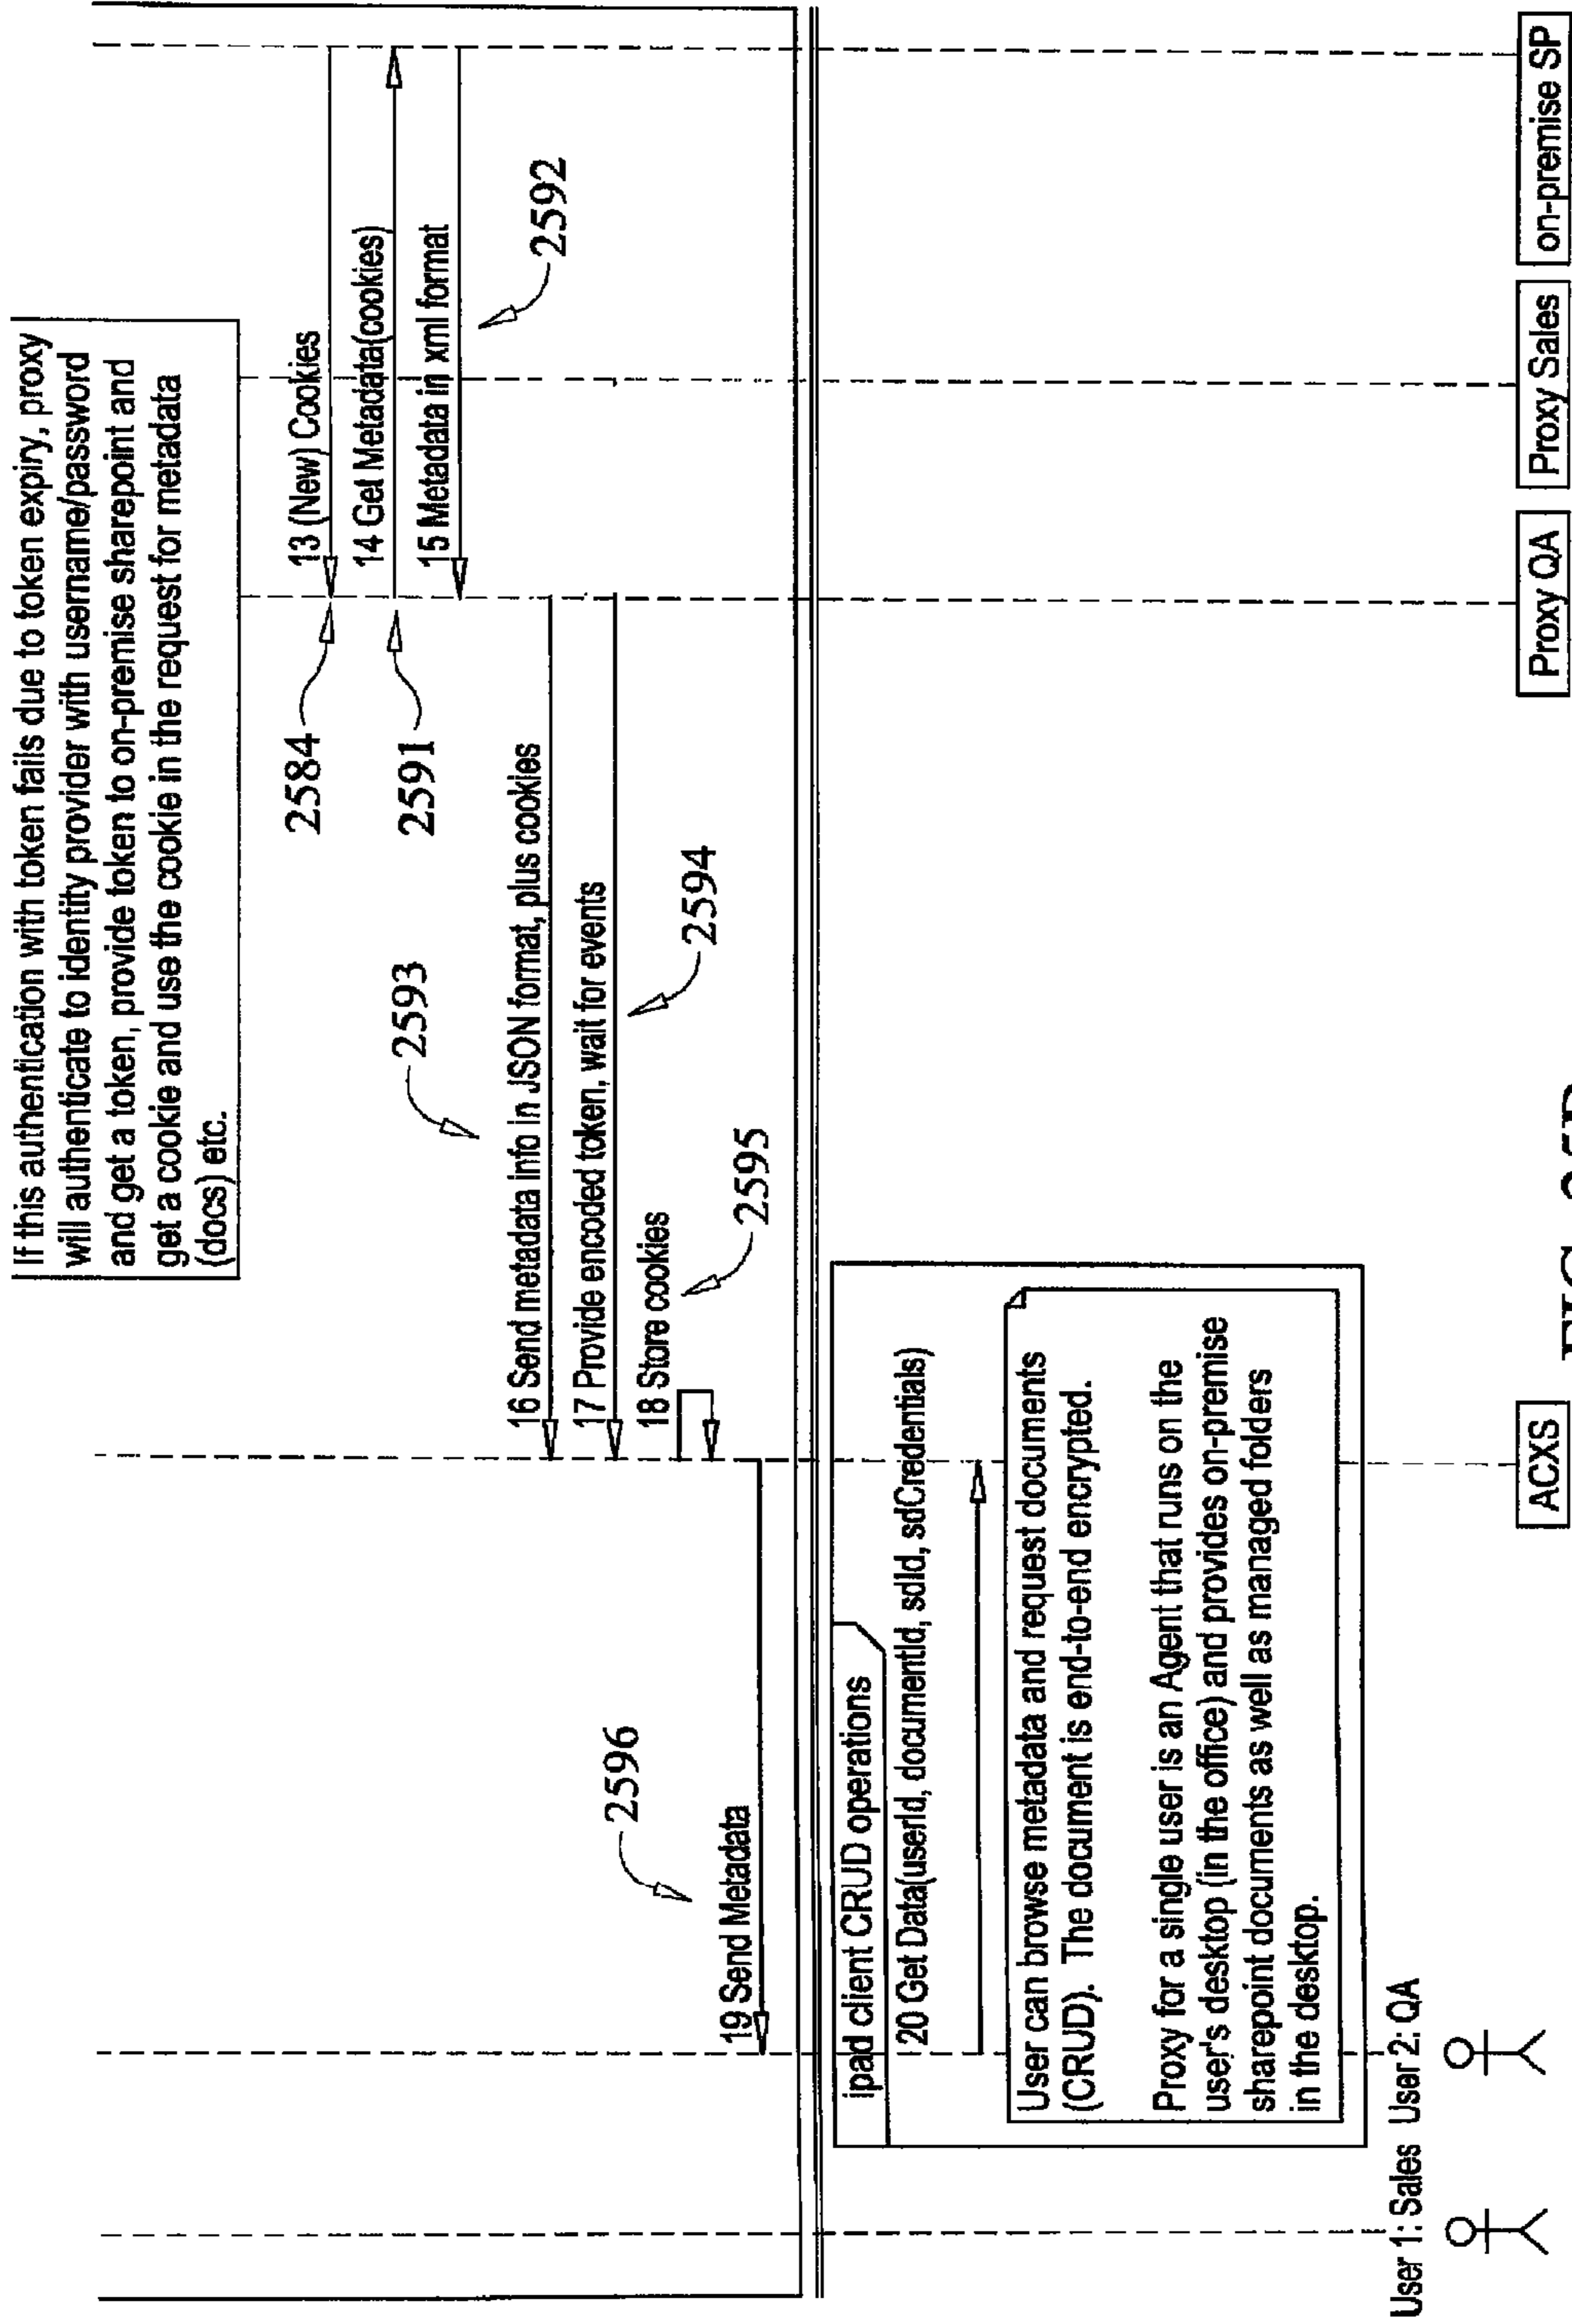 If this authentication with token fails due to token expiry, proxy
will authenticate to identity provider with username/password
and get a token, provide token to on-premise sharepoint and
get a cookie and use the cookie in the request for metadata
(docs) etc.
2584
13 (New) Cookies
2591
14 Get Metadata(cookies)
15 Metadata in xml format
2592
2593
16 Send metadata info in JSON format, plus cookies
17 Provide encoded token, wait for events
2594
18 Store cookies
2595
2596
19 Send Metadata
ipad client CRUD operations
20 Get Data(userId, documentId, sdId, sdCredentials)
User can browse metadata and request documents
(CRUD). The document is end-to-end encrypted.
Proxy for a single user is an Agent that runs on the
user's desktop (in the office) and provides on-premise
sharepoint documents as well as managed folders
in the desktop.
User 1: Sales User 2: QA
ACXS
Proxy QA
Proxy Sales
on-premise SP